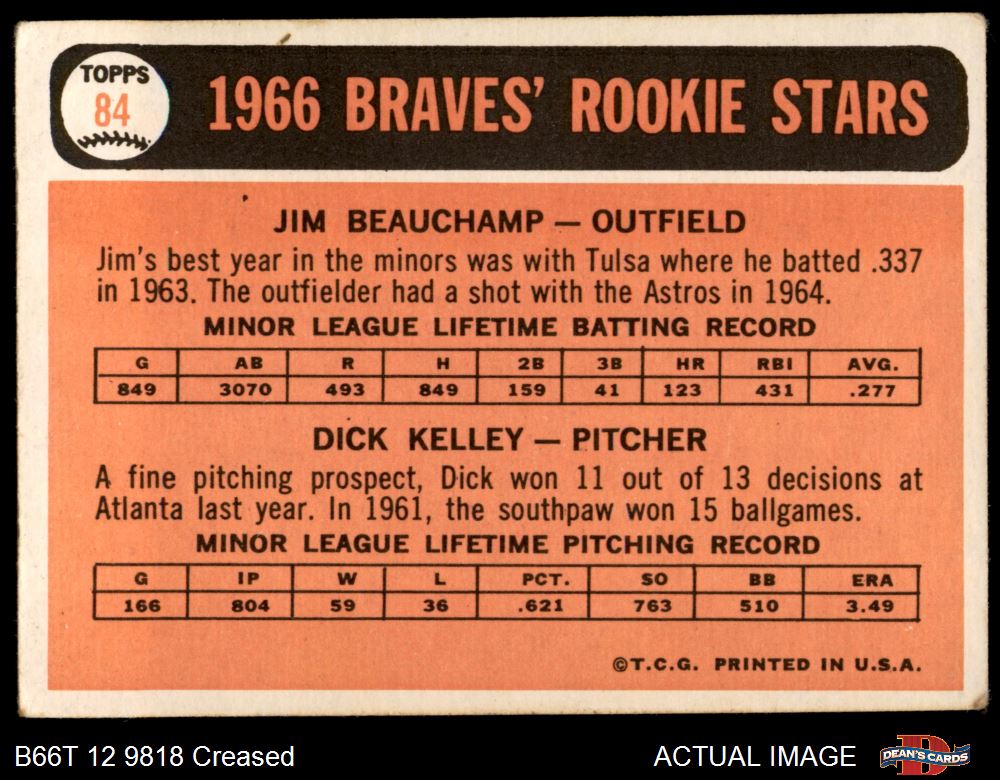 TOPPS
84
1966 BRAVES' ROOKIE STARS
JIM BEAUCHAMP — OUTFIELD
Jim's best year in the minors was with Tulsa where he batted .337
in 1963. The outfielder had a shot with the Astros in 1964.
MINOR LEAGUE LIFETIME BATTING RECORD
G AB R H 2B 3B HR RBI AVG.
849 3070 493 849 159 41 123 431 .277
DICK KELLEY — PITCHER
A fine pitching prospect, Dick won 11 out of 13 decisions at
Atlanta last year. In 1961, the southpaw won 15 ballgames.
MINOR LEAGUE LIFETIME PITCHING RECORD
G IP W L PCT. SO BB ERA
166 804 59 36 .621 763 510 3.49
©T.C.G. PRINTED IN U.S.A.
B66T 12 9818 Creased
ACTUAL IMAGE
DEAN'S CARDS